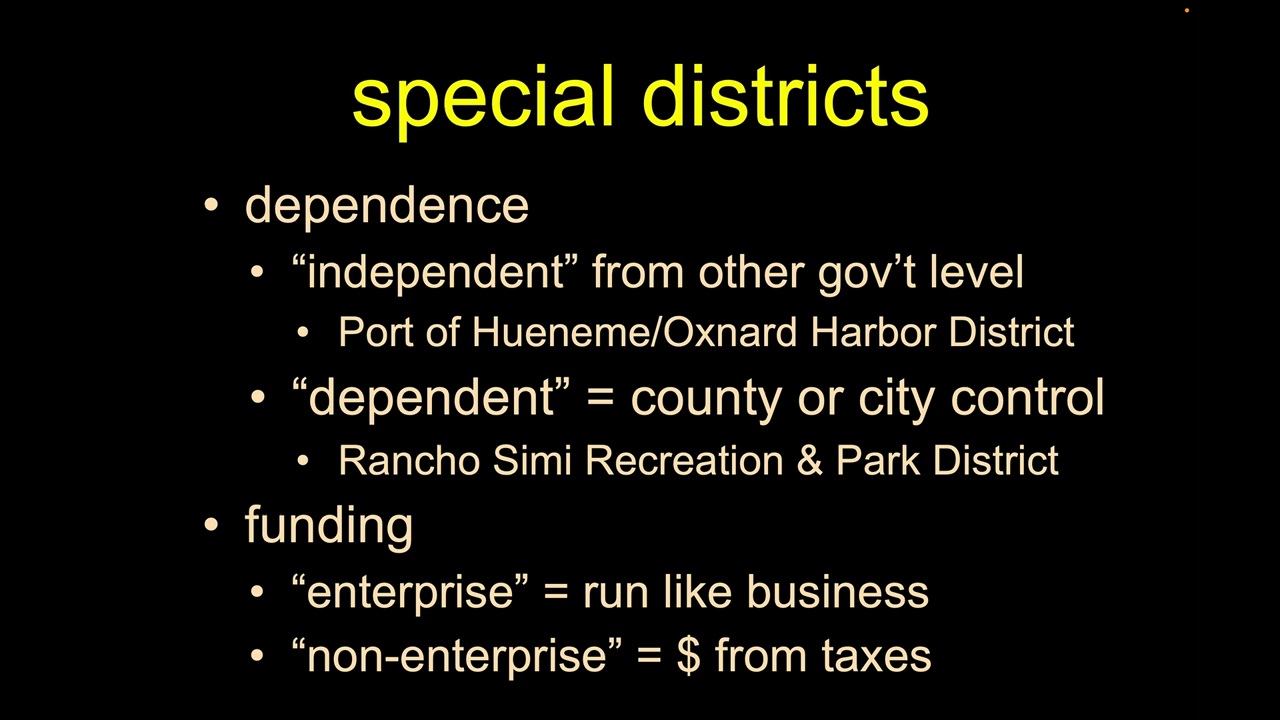 special districts
• dependence
• “independent” from other gov’t level
• Port of Hueneme/Oxnard Harbor District
• “dependent” = county or city control
• Rancho Simi Recreation & Park District
• funding
• “enterprise” = run like business
• “non-enterprise” = $ from taxes